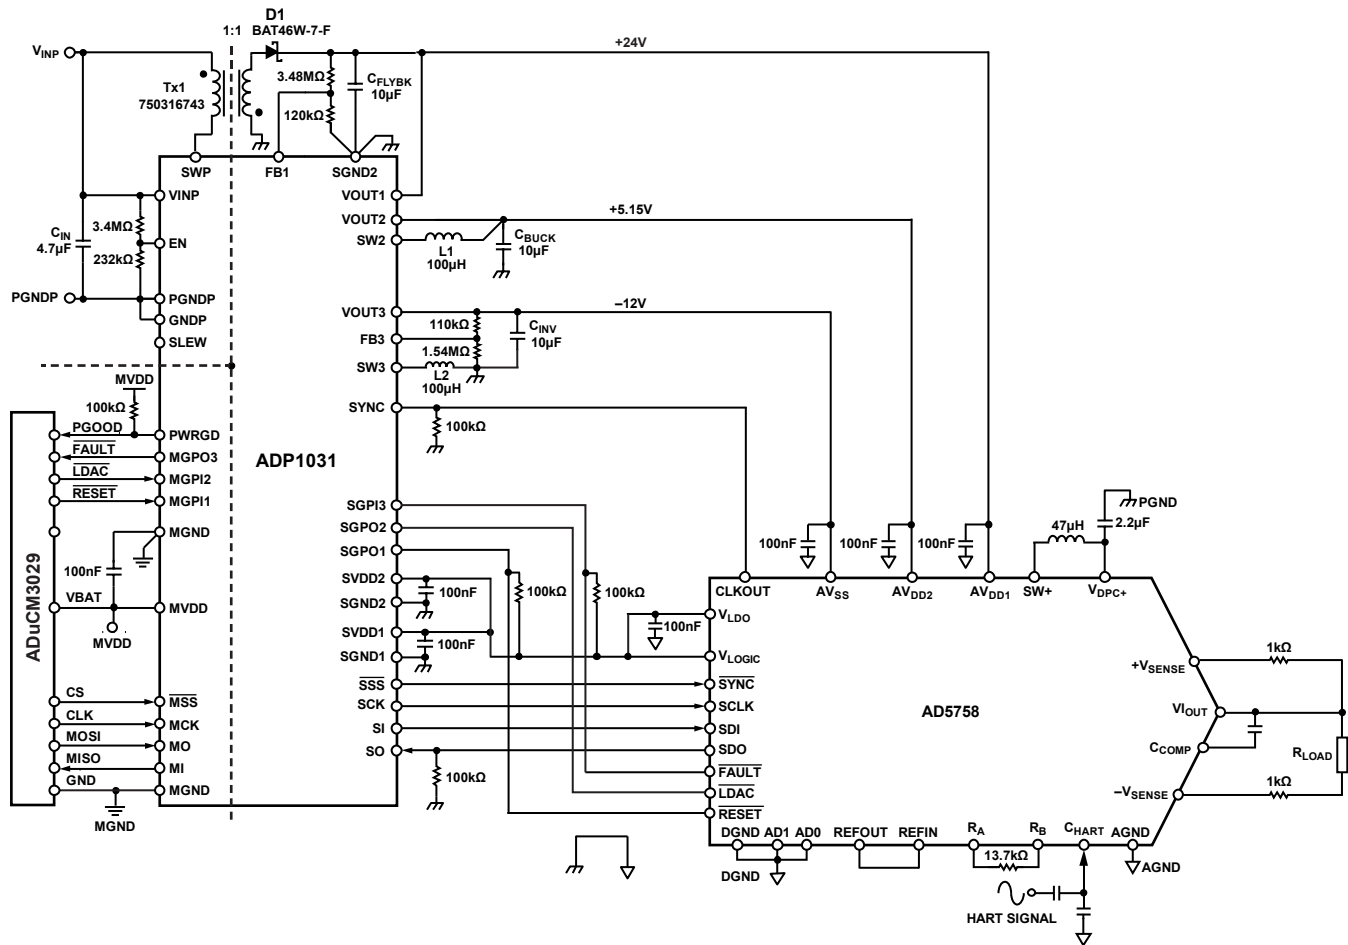 D1
1:1 BAT46W-7-F
VINP
+24V
Tx1
750316743
3.48MΩ
CFLYBK
10µF
120kΩ
SWP
FB1
SGND2
VINP
VOUT1
3.4MΩ
CIN
4.7µF
EN
232kΩ
VOUT2
+5.15V
SW2
L1
100µH
CBUCK
10µF
PGNDP
PGNDP
GNDP
SLEW
VOUT3
–12V
110kΩ
CINV
10µF
FB3
1.54MΩ
SW3
L2
100µH
MVDD
100kΩ
SYNC
100kΩ
PGOOD
PWRGD
FAULT
MGPO3
LDAC
MGPI2
RESET
MGPI1
ADP1031
ADuCM3029
MGND
100nF
VBAT
MVDD
MVDD
SGPI3
SGPO2
SGPO1
SVDD2
100nF
SGND2
SVDD1
100nF
SGND1
100kΩ
100kΩ
SSS
SCK
SI
SO
100kΩ
CS
MSS
CLK
MCK
MOSI
MO
MISO
MI
GND
MGND
MGND
PGND
47µH
2.2µF
100nF
100nF
100nF
CLKOUT
AVSS
AVDD2
AVDD1
SW+
VDPC+
VLDO
100nF
VLOGIC
SYNC
SCLK
SDI
SDO
FAULT
LDAC
RESET
AD5758
+VSENSE
1kΩ
VIOUT
CCOMP
RLOAD
–VSENSE
1kΩ
DGND
AD1
AD0
REFOUT
REFIN
RA
RB
CHART
AGND
13.7kΩ
DGND
AGND
HART SIGNAL